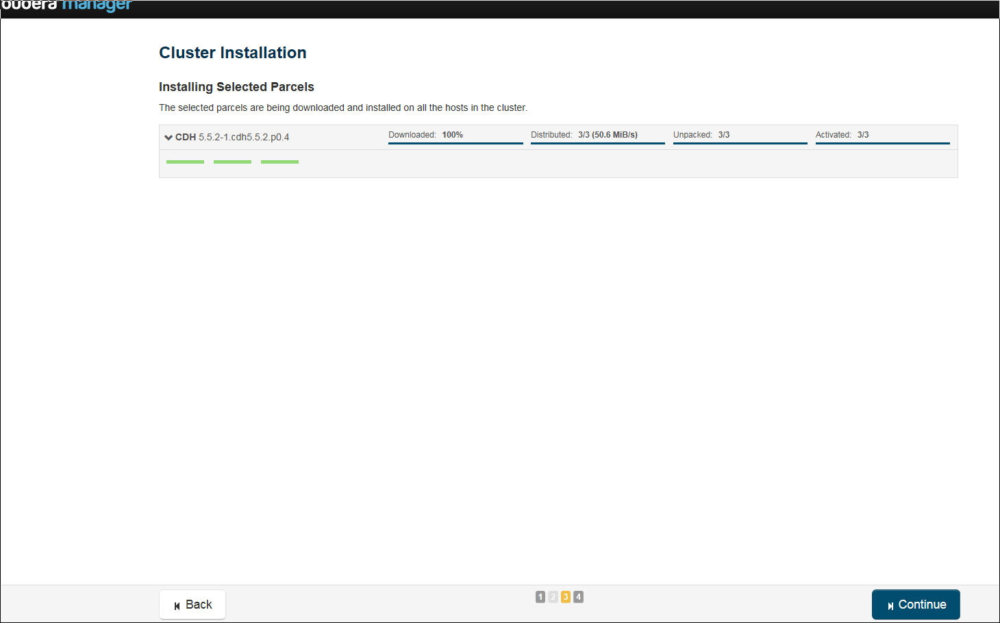 oudera manager
Cluster Installation
Installing Selected Parcels
The selected parcels are being downloaded and installed on all the hosts in the cluster.
CDH 5.5.2-1.cdh5.5.2.p0.4 Downloaded: 100% Distributed: 3/3 (50.6 MiB/s) Unpacked: 3/3 Activated: 3/3
Back 1 2 3 4 Continue